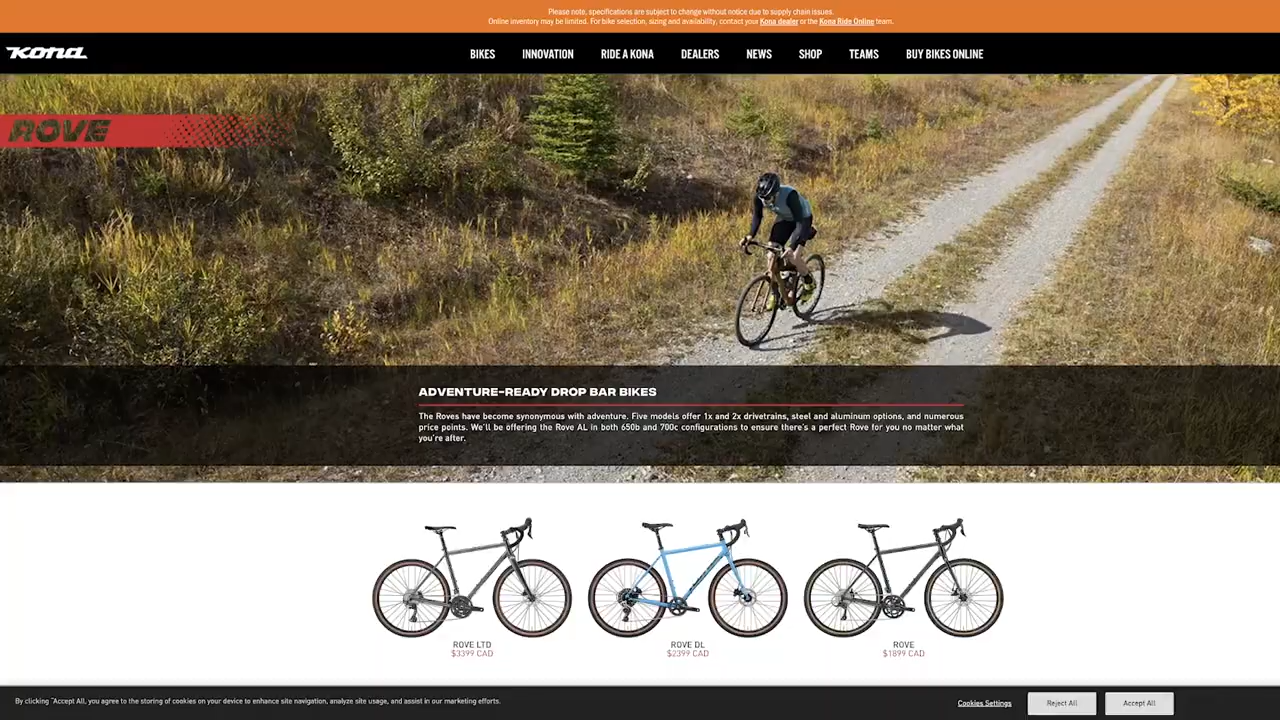 Please note, specifications are subject to change without notice due to supply chain issues.
Online inventory may be limited. For bike selection, sizing and availability, contact your Kona dealer or the Kona Ride Online team.
KONA
BIKES
INNOVATION
RIDE A KONA
DEALERS
NEWS
SHOP
TEAMS
BUY BIKES ONLINE
ROVE
ADVENTURE-READY DROP BAR BIKES
The Roves have become synonymous with adventure. Five models offer 1x and 2x drivetrains, steel and aluminum options, and numerous
price points. We'll be offering the Rove AL in both 650b and 700c configurations to ensure there's a perfect Rove for you no matter what
you're after.
ROVE LTD
$3399 CAD
ROVE DL
$2399 CAD
ROVE
$1899 CAD
By clicking "Accept All, you agree to the storing of cookies on your device to enhance site navigation, analyze site usage, and assist in our marketing efforts.
Cookies Settings
Reject All
Accept All